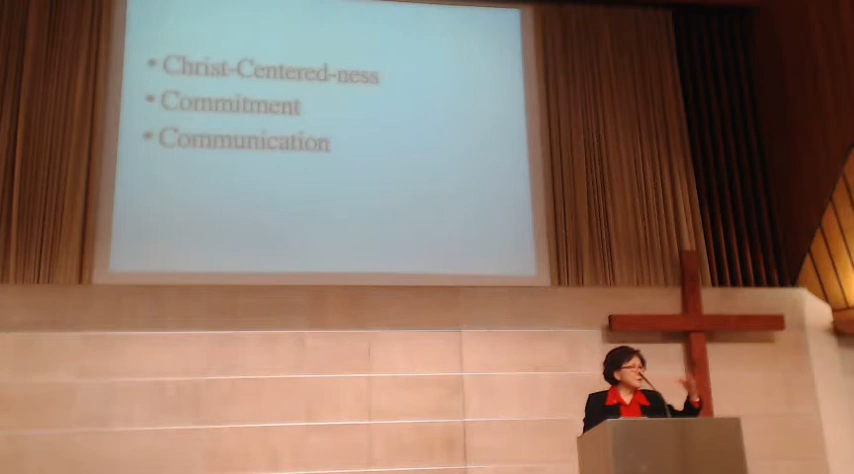 • Christ-Centered-ness
• Commitment
• Communication